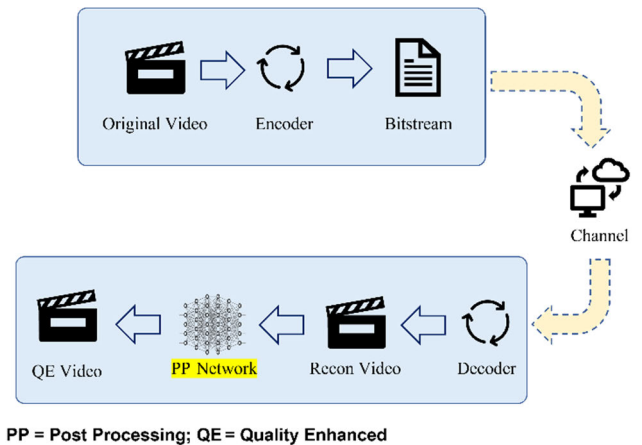 Original Video
Encoder
Bitstream
Channel
QE Video
PP Network
Recon Video
Decoder
PP = Post Processing; QE = Quality Enhanced